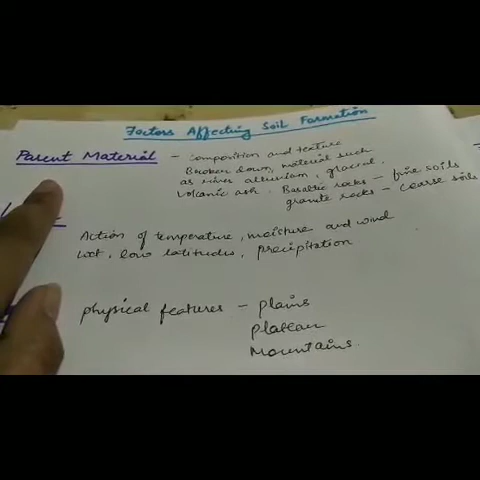 Factors Affecting Soil Formation
Parent Material - Composition and texture
Broken down, material such
as river alluvium, glacial,
Volcanic ash. Basaltic rocks - fine soils
granite rocks - coarse soils
Action of temperature, moisture and wind
low latitudes, precipitation
physical features - plains
plateau
Mountains.